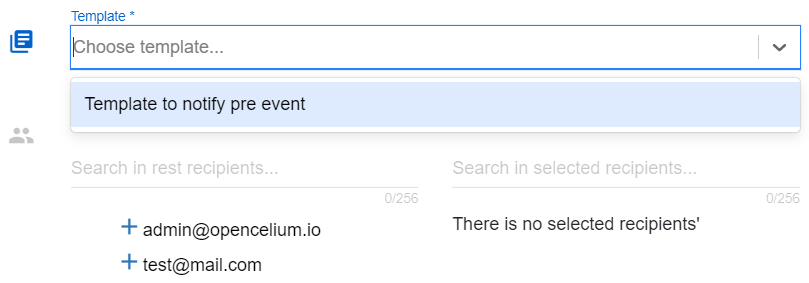 Template *
Choose template...
Template to notify pre event
Search in rest recipients...
0/256
Search in selected recipients...
0/256
admin@opencelium.io
test@mail.com
There is no selected recipients'